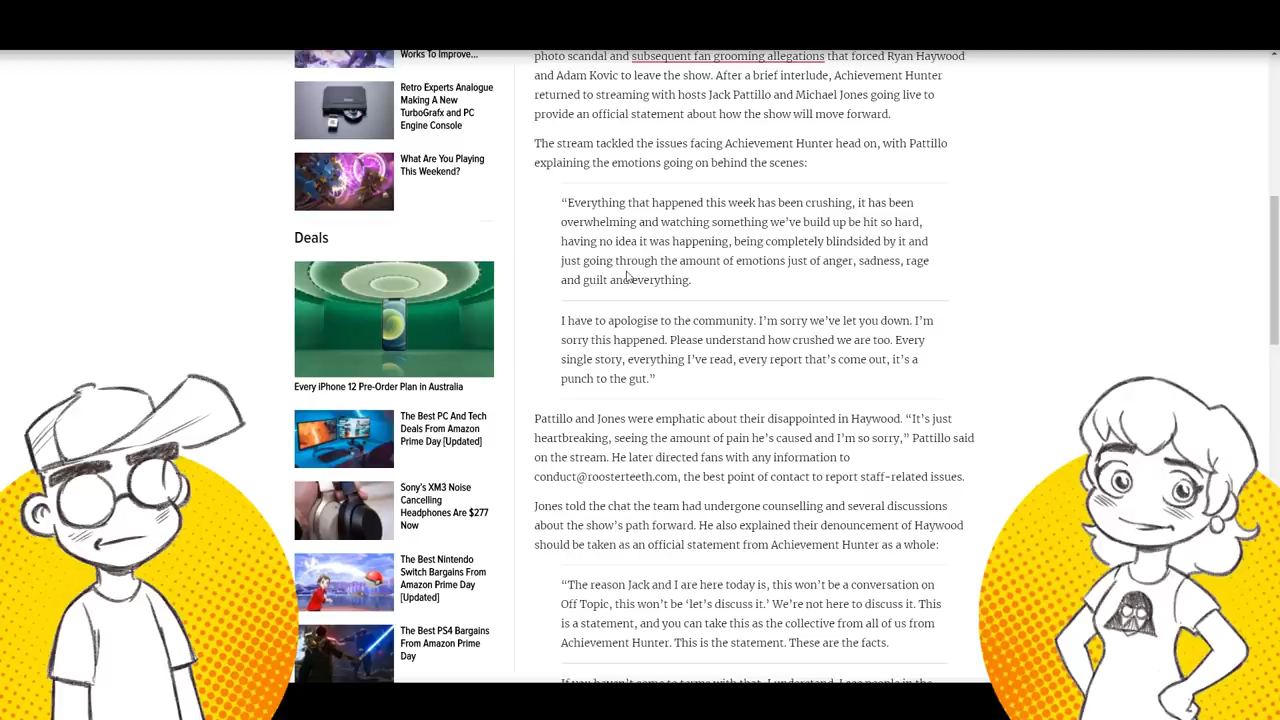 Works To Improve...
Retro Experts Analogue
Making A New
TurboGrafx and PC
Engine Console
What Are You Playing
This Weekend?
Deals
Every iPhone 12 Pre-Order Plan in Australia
The Best PC And Tech
Deals From Amazon
Prime Day [Updated]
Sony's XM3 Noise
Cancelling
Headphones Are $277
Now
The Best Nintendo
Switch Bargains From
Amazon Prime Day
[Updated]
The Best PS4 Bargains
From Amazon Prime
Day
photo scandal and subsequent fan grooming allegations that forced Ryan Haywood
and Adam Kovic to leave the show. After a brief interlude, Achievement Hunter
returned to streaming with hosts Jack Pattillo and Michael Jones going live to
provide an official statement about how the show will move forward.
The stream tackled the issues facing Achievement Hunter head on, with Pattillo
explaining the emotions going on behind the scenes:
“Everything that happened this week has been crushing, it has been
overwhelming and watching something we’ve build up be hit so hard,
having no idea it was happening, being completely blindsided by it and
just going through the amount of emotions just of anger, sadness, rage
and guilt and everything.
I have to apologise to the community. I’m sorry we’ve let you down. I’m
sorry this happened. Please understand how crushed we are too. Every
single story, everything I’ve read, every report that’s come out, it’s a
punch to the gut.”
Pattillo and Jones were emphatic about their disappointed in Haywood. “It’s just
heartbreaking, seeing the amount of pain he’s caused and I’m so sorry,” Pattillo said
on the stream. He later directed fans with any information to
conduct@roosterteeth.com, the best point of contact to report staff-related issues.
Jones told the chat the team had undergone counselling and several discussions
about the show’s path forward. He also explained their denouncement of Haywood
should be taken as an official statement from Achievement Hunter as a whole:
“The reason Jack and I are here today is, this won’t be a conversation on
Off Topic, this won’t be ‘let’s discuss it.’ We’re not here to discuss it. This
is a statement, and you can take this as the collective from all of us from
Achievement Hunter. This is the statement. These are the facts.
If you haven’t come to terms with that, I understand. I see people in the